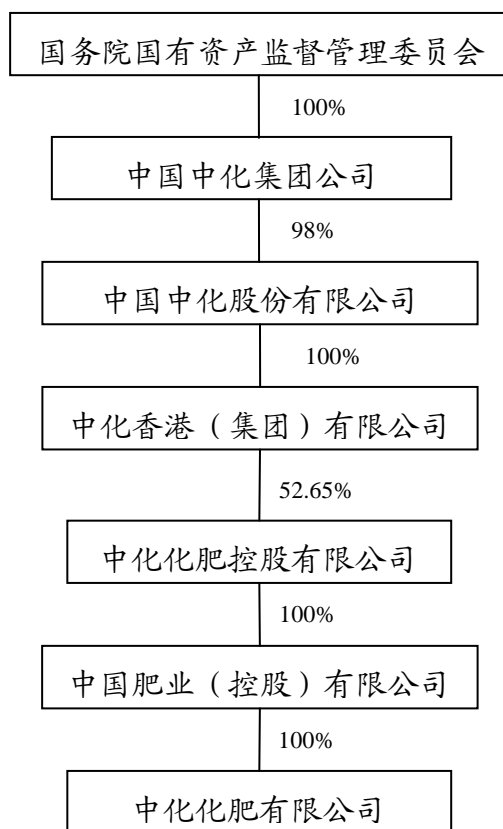 国务院国有资产监督管理委员会
100%
中国中化集团公司
98%
中国中化股份有限公司
100%
中化香港（集团）有限公司
52.65%
中化化肥控股有限公司
100%
中国肥业（控股）有限公司
100%
中化化肥有限公司